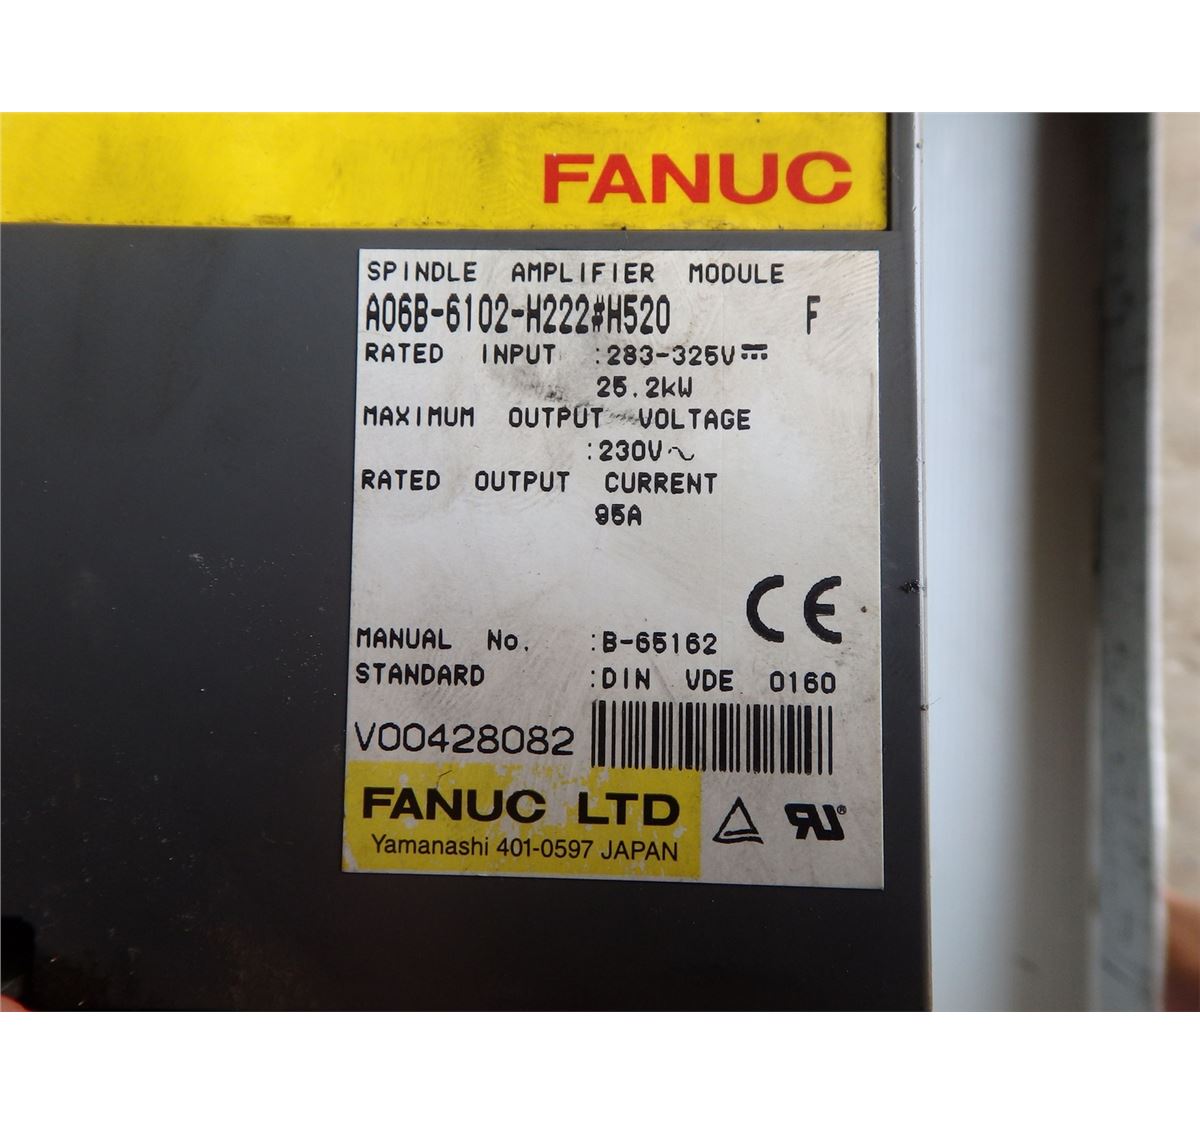 FANUC
SPINDLE AMPLIFIER MODULE
A06B-6102-H222#H520 F
RATED INPUT :283-325V⎓
25.2kW
MAXIMUM OUTPUT VOLTAGE
:230V~
RATED OUTPUT CURRENT
95A
CE
MANUAL No. :B-65162
STANDARD :DIN VDE 0160
V00428082
FANUC LTD
Yamanashi 401-0597 JAPAN
RU®